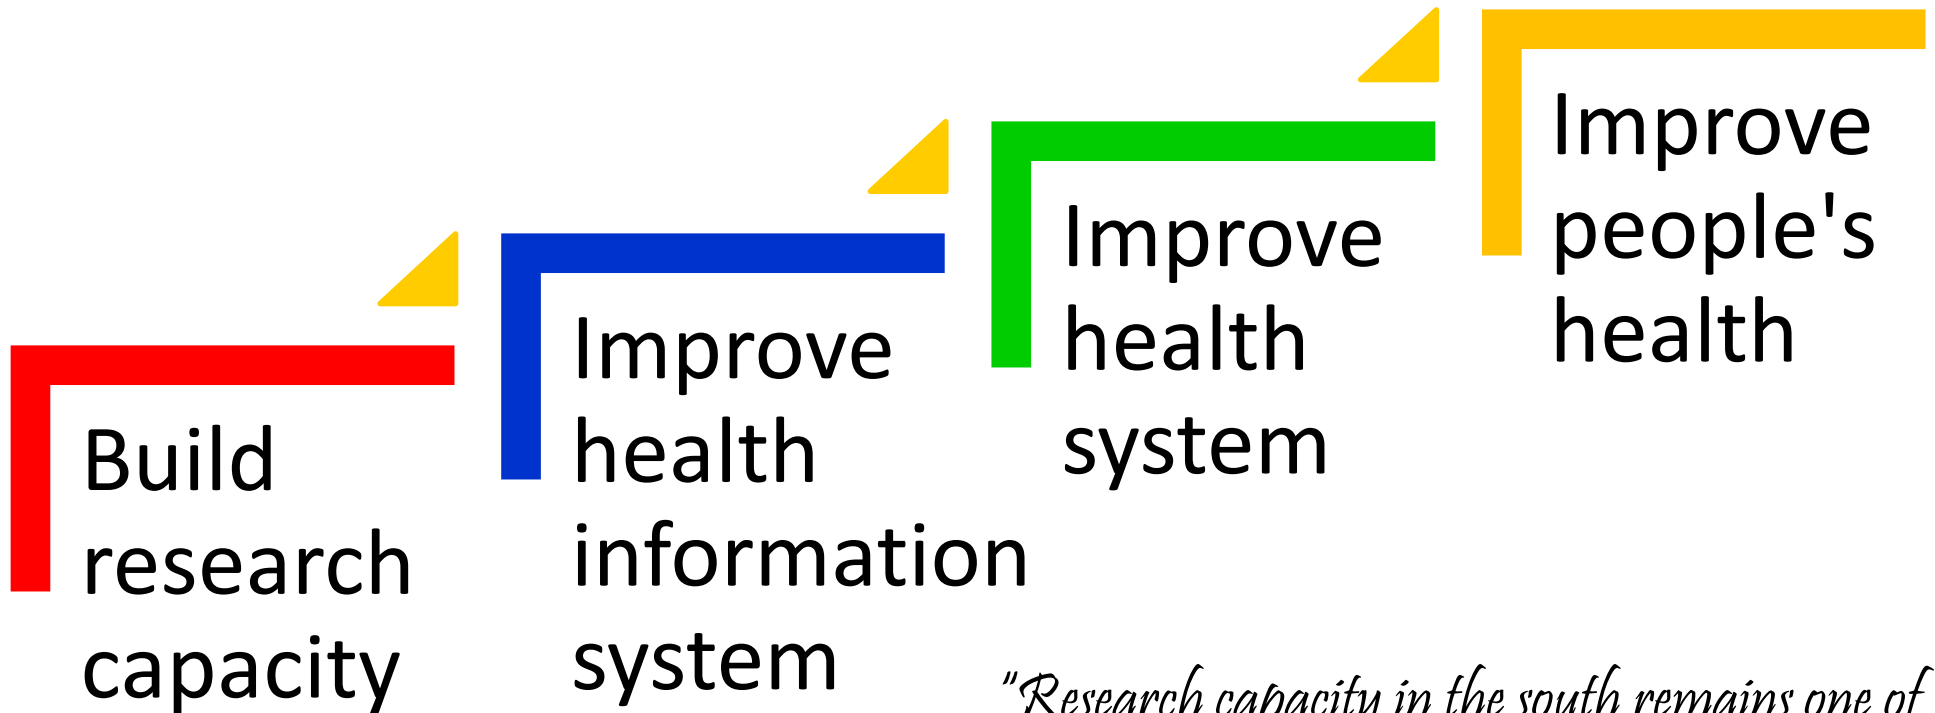 Build
research
capacity
Improve
health
information
system
Improve
health
system
Improve
people's
health
"Research capacity in the south remains one of